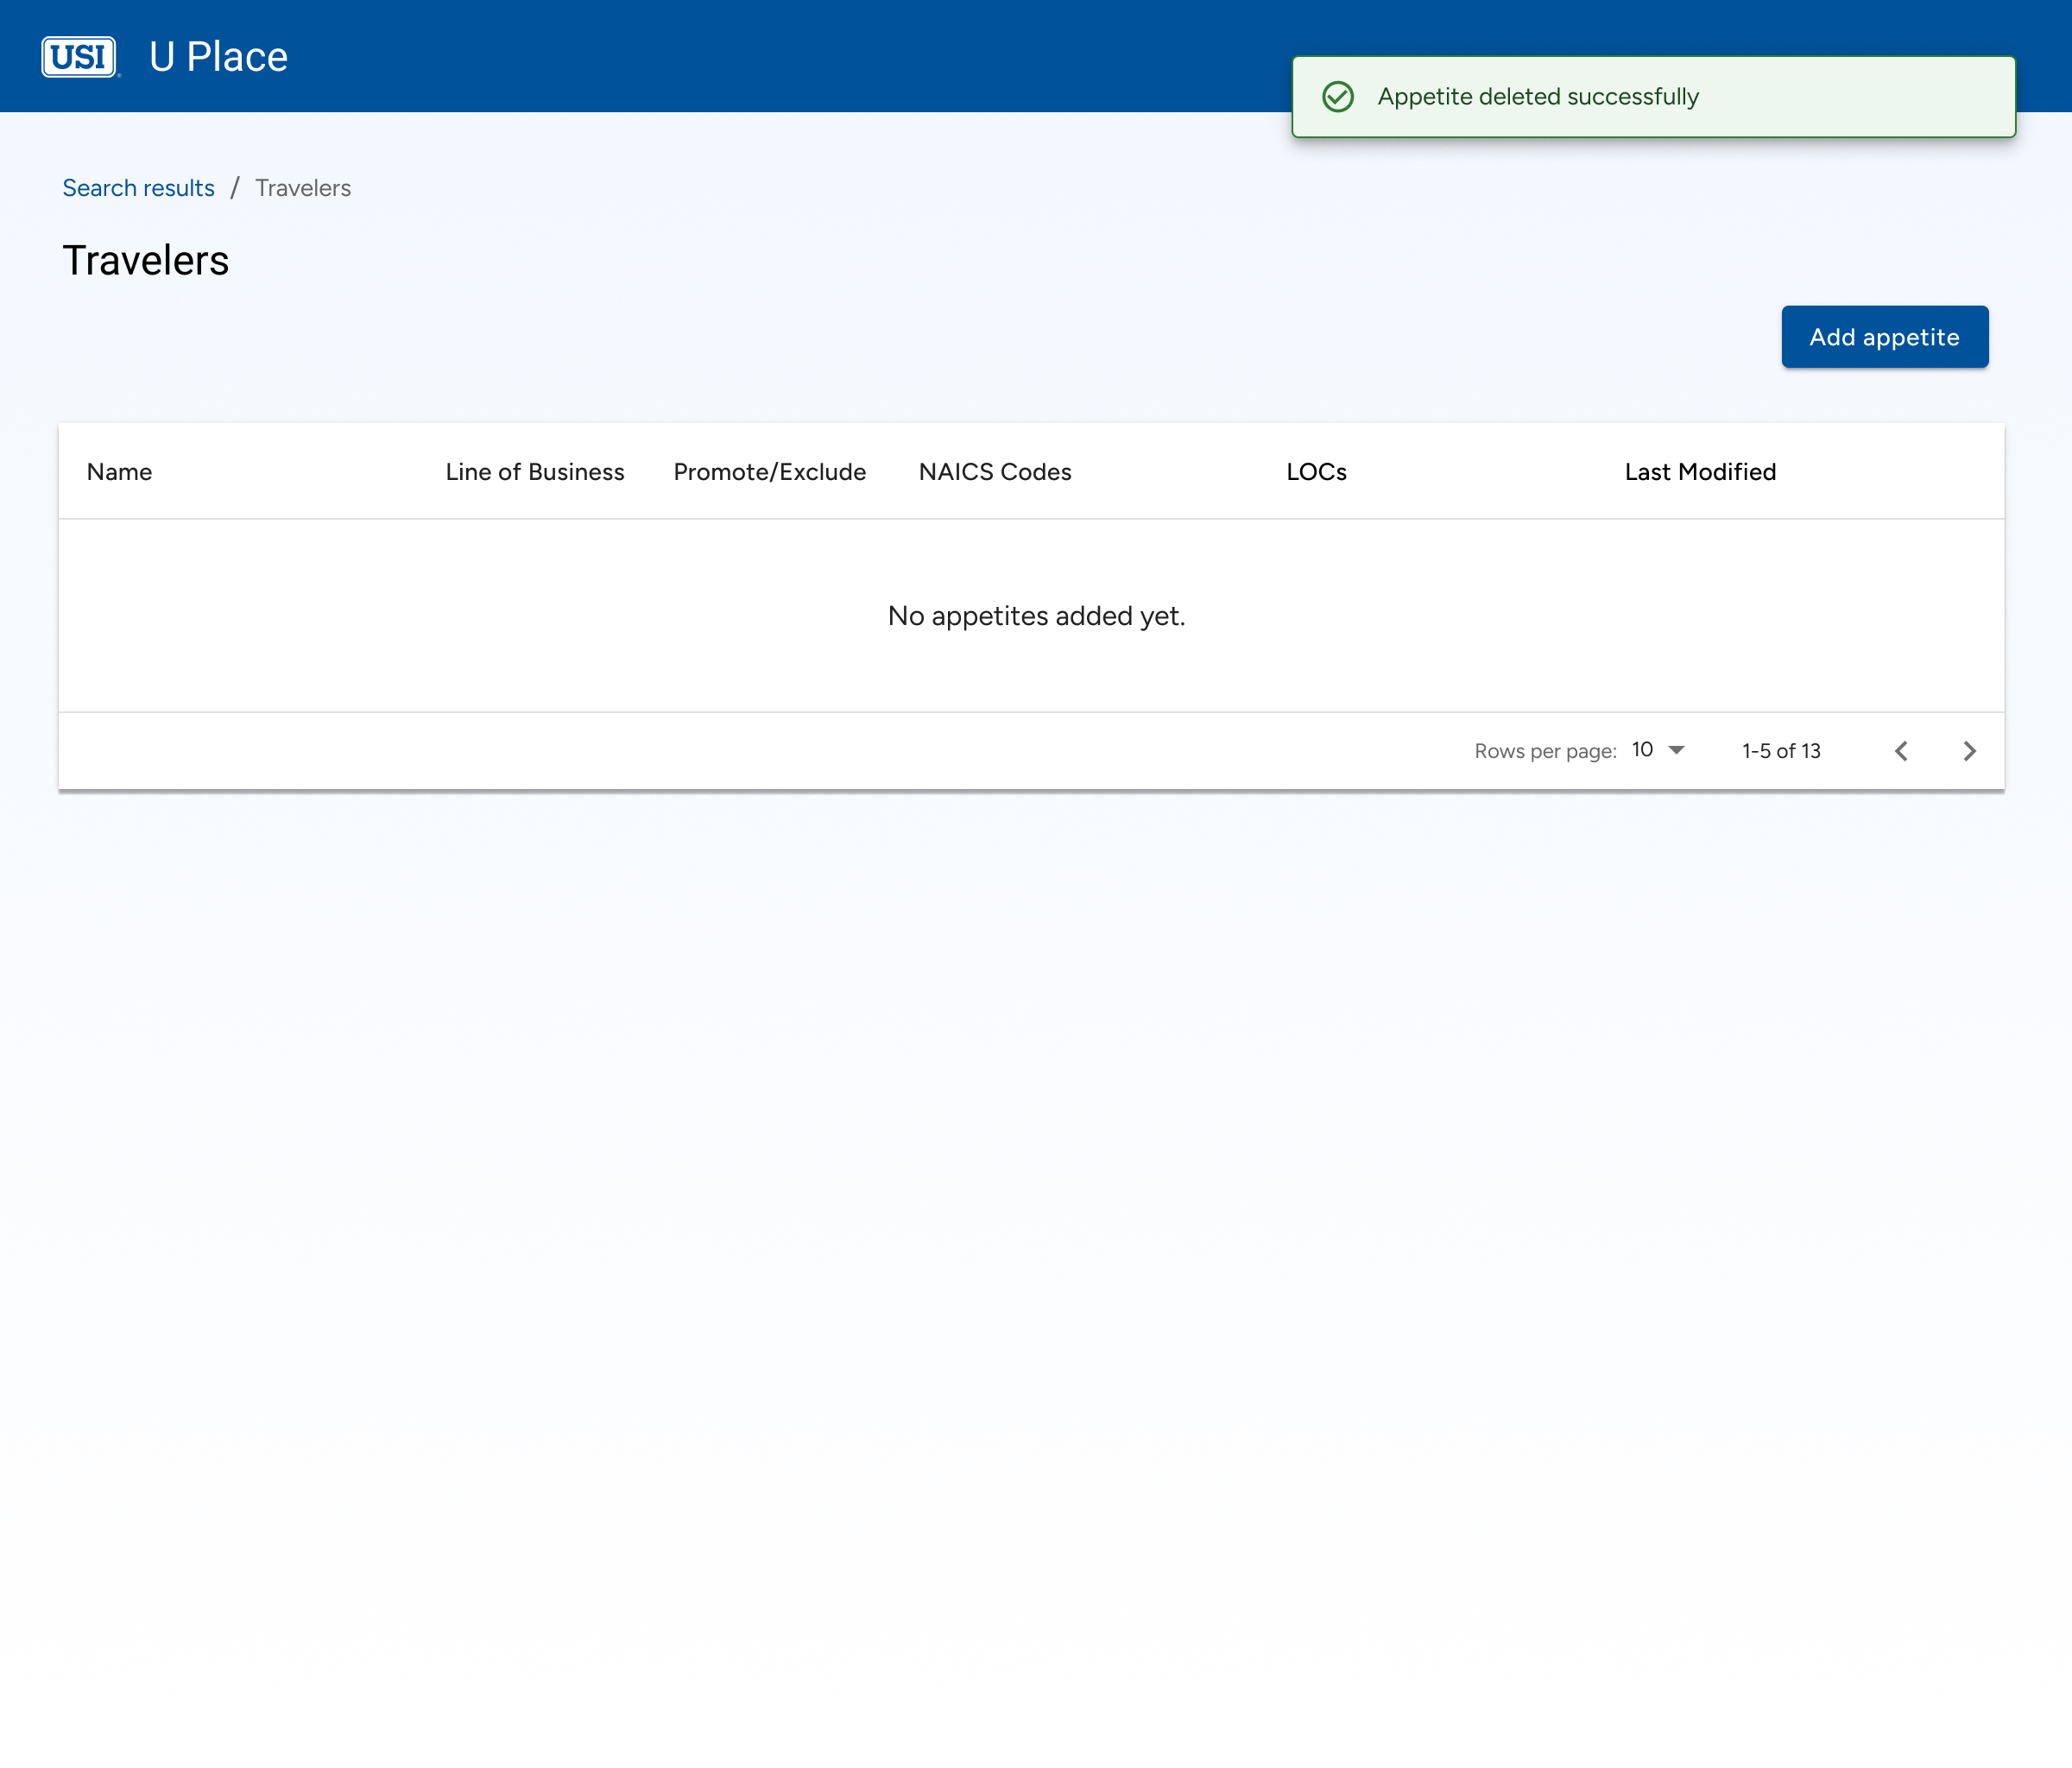 USI U Place
Appetite deleted successfully
Search results / Travelers
Travelers
Add appetite
Name Line of Business Promote/Exclude NAICS Codes LOCs Last Modified
No appetites added yet.
Rows per page: 10 1-5 of 13